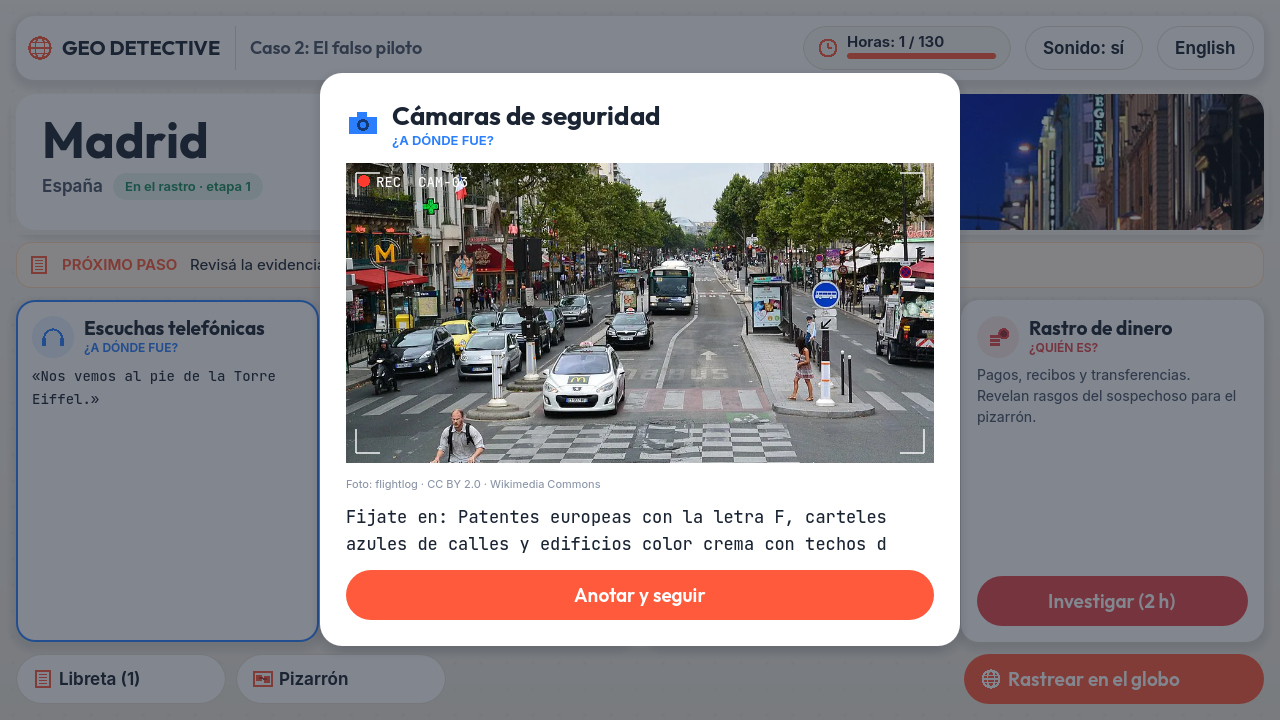 GEO DETECTIVE
Caso 2: El falso piloto
Horas: 1 / 130
Sonido: sí
English
Madrid
España
En el rastro · etapa 1
PRÓXIMO PASO
Revisá la evidencia
Escuchas telefónicas
¿A DÓNDE FUE?
«Nos vemos al pie de la Torre
Eiffel.»
Cámaras de seguridad
¿A DÓNDE FUE?
REC CAM-03
Foto: flightlog · CC BY 2.0 · Wikimedia Commons
Fijate en: Patentes europeas con la letra F, carteles
azules de calles y edificios color crema con techos d
Anotar y seguir
Rastro de dinero
¿QUIÉN ES?
Pagos, recibos y transferencias.
Revelan rasgos del sospechoso para el
pizarrón.
Investigar (2 h)
Libreta (1)
Pizarrón
Rastrear en el globo